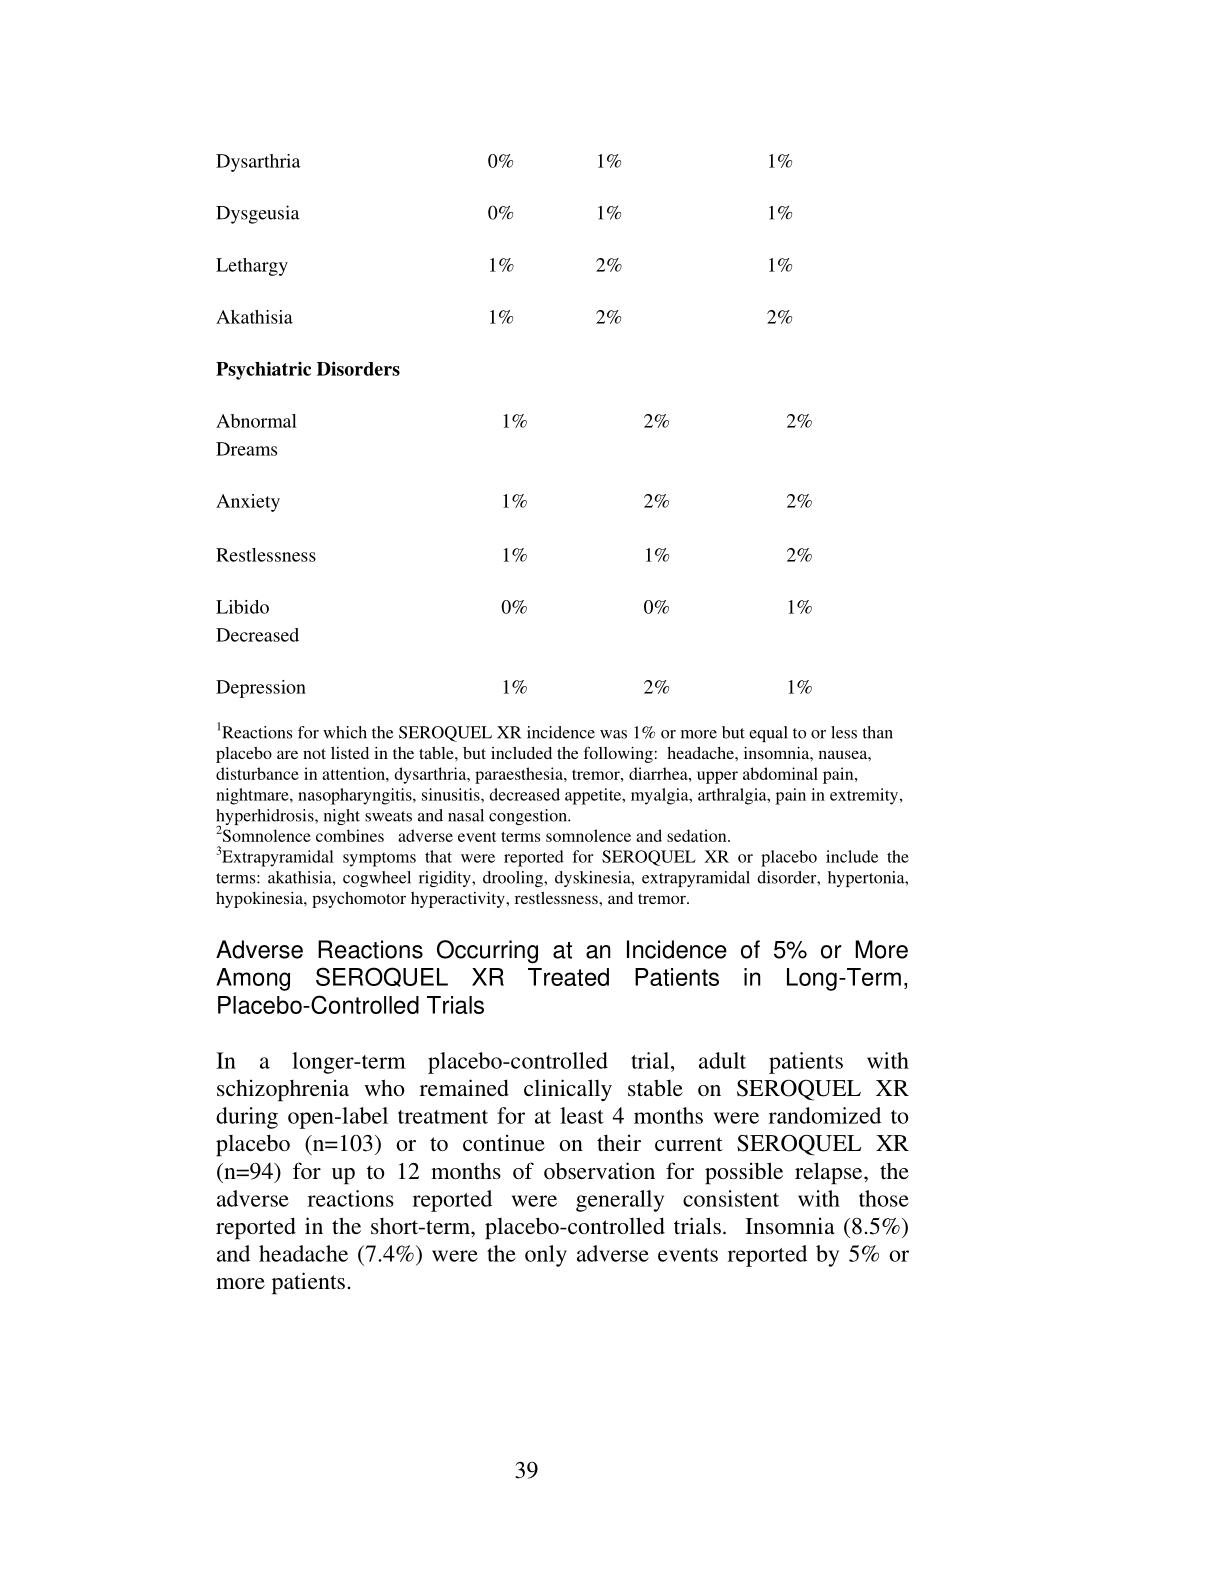 Dysarthria 0% 1% 1%
Dysgeusia 0% 1% 1%
Lethargy 1% 2% 1%
Akathisia 1% 2% 2%
Psychiatric Disorders
Abnormal 1% 2% 2%
Dreams
Anxiety 1% 2% 2%
Restlessness 1% 1% 2%
Libido 0% 0% 1%
Decreased
Depression 1% 2% 1%
1Reactions for which the SEROQUEL XR incidence was 1% or more but equal to or less than
placebo are not listed in the table, but included the following: headache, insomnia, nausea,
disturbance in attention, dysarthria, paraesthesia, tremor, diarrhea, upper abdominal pain,
nightmare, nasopharyngitis, sinusitis, decreased appetite, myalgia, arthralgia, pain in extremity,
hyperhidrosis, night sweats and nasal congestion.
2Somnolence combines adverse event terms somnolence and sedation.
3Extrapyramidal symptoms that were reported for SEROQUEL XR or placebo include the
terms: akathisia, cogwheel rigidity, drooling, dyskinesia, extrapyramidal disorder, hypertonia,
hypokinesia, psychomotor hyperactivity, restlessness, and tremor.
Adverse Reactions Occurring at an Incidence of 5% or More
Among SEROQUEL XR Treated Patients in Long-Term,
Placebo-Controlled Trials
In a longer-term placebo-controlled trial, adult patients with
schizophrenia who remained clinically stable on SEROQUEL XR
during open-label treatment for at least 4 months were randomized to
placebo (n=103) or to continue on their current SEROQUEL XR
(n=94) for up to 12 months of observation for possible relapse, the
adverse reactions reported were generally consistent with those
reported in the short-term, placebo-controlled trials. Insomnia (8.5%)
and headache (7.4%) were the only adverse events reported by 5% or
more patients.
39